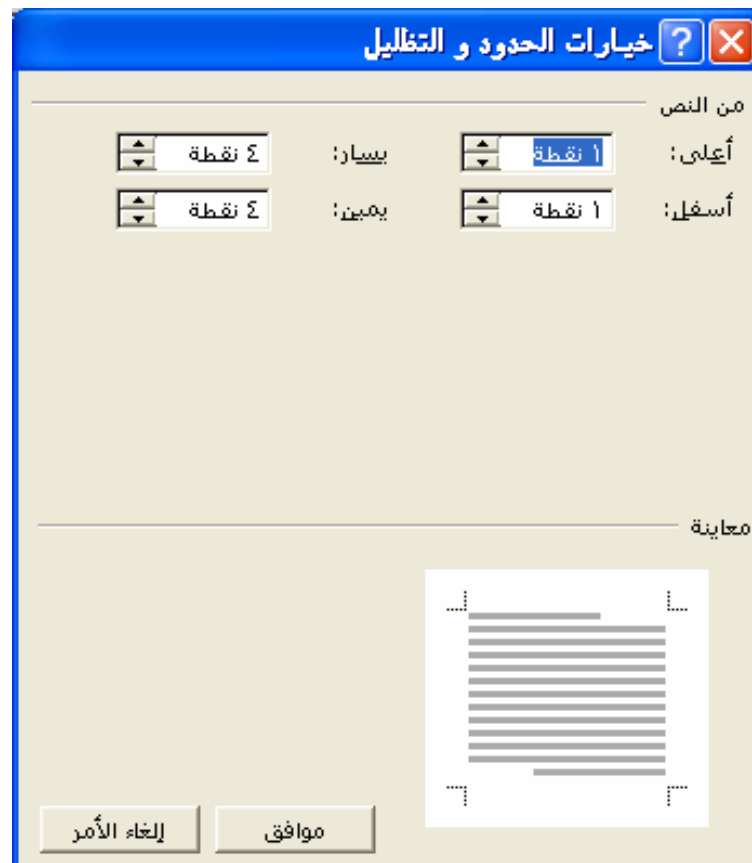 خيارات الحدود و التظليل
من النص
أعلى: ١ نقطة يسار: ٤ نقطة
أسفل: ١ نقطة يمين: ٤ نقطة
معاينة
موافق إلغاء الأمر